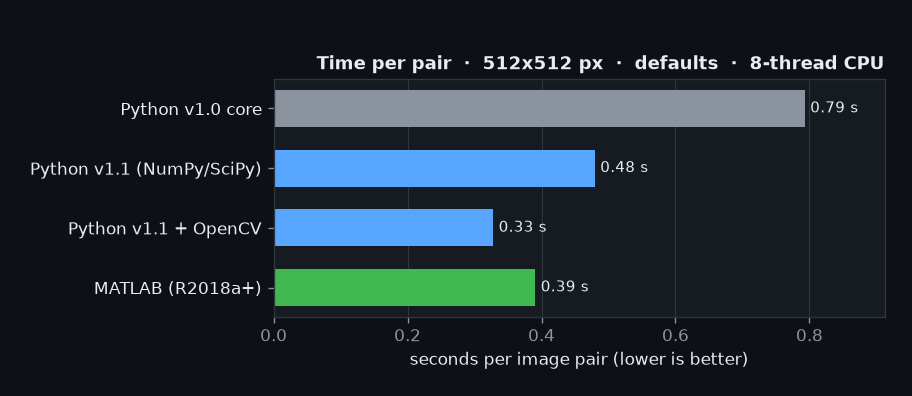 Time per pair · 512x512 px · defaults · 8-thread CPU
Python v1.0 core 0.79 s
Python v1.1 (NumPy/SciPy) 0.48 s
Python v1.1 + OpenCV 0.33 s
MATLAB (R2018a+) 0.39 s
0.0 0.2 0.4 0.6 0.8
seconds per image pair (lower is better)